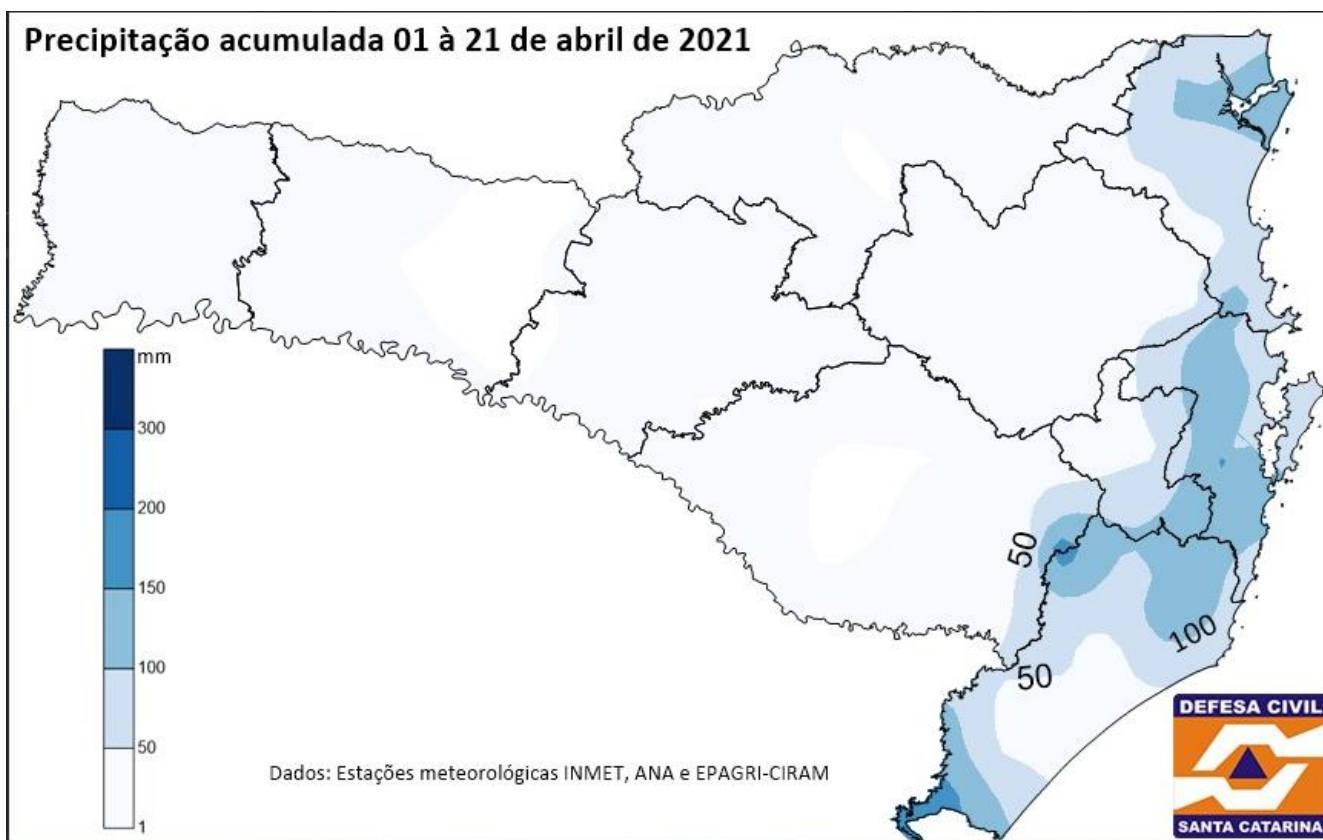 Precipitação acumulada 01 à 21 de abril de 2021
mm
300
200
150
100
50
1
50
100
50
Dados: Estações meteorológicas INMET, ANA e EPAGRI-CIRAM
DEFESA CIVIL
SANTA CATARINA